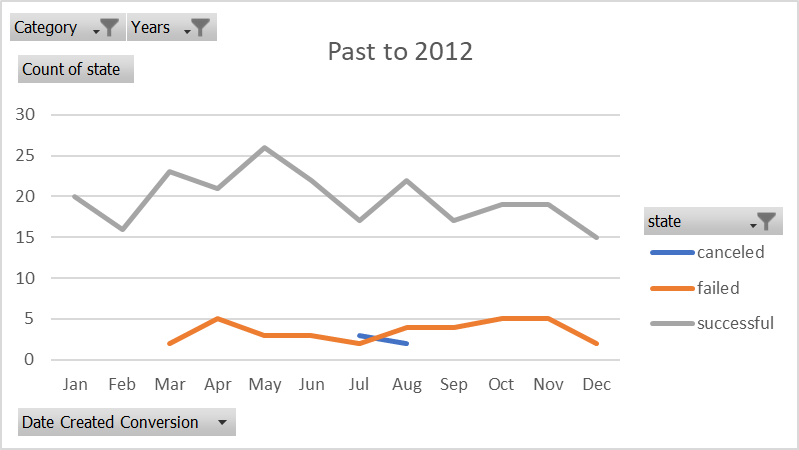 Category Years
Past to 2012
Count of state
30
25
20
15
10
5
0
Jan Feb Mar Apr May Jun Jul Aug Sep Oct Nov Dec
state
canceled
failed
successful
Date Created Conversion